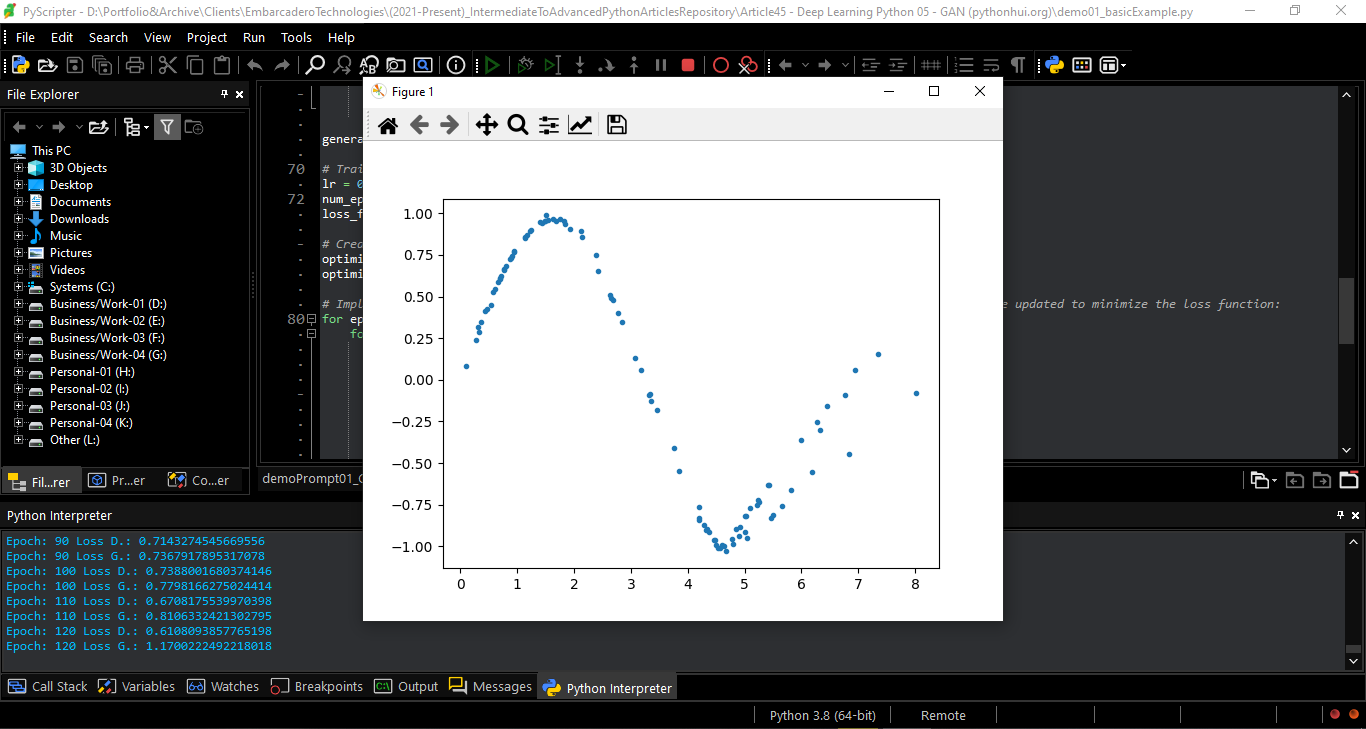 PyScripter - D:\Portfolio&Archive\Clients\EmbarcaderoTechnologies\(2021-Present)_IntermediateToAdvancedPythonArticlesRepository\Article45 - Deep Learning Python 05 - GAN (pythonhui.org)\demo01_basicExample.py
File Edit Search View Project Run Tools Help
File Explorer
This PC
3D Objects
Desktop
Documents
Downloads
Music
Pictures
Videos
Systems (C:)
Business/Work-01 (D:)
Business/Work-02 (E:)
Business/Work-03 (F:)
Business/Work-04 (G:)
Personal-01 (H:)
Personal-02 (I:)
Personal-03 (J:)
Personal-04 (K:)
Other (L:)
Fil...rer Pr...er Co...er
genera
70 # Trai
lr = 0
72 num_ep
loss_f
# Crea
optimi
optimi
# Impl e updated to minimize the loss function:
80 for ep
fo
demoPrompt01_G
Figure 1
1.00
0.75
0.50
0.25
0.00
−0.25
−0.50
−0.75
−1.00
0 1 2 3 4 5 6 7 8
Python Interpreter
Epoch: 90 Loss D.: 0.7143274545669556
Epoch: 90 Loss G.: 0.7367917895317078
Epoch: 100 Loss D.: 0.7388001680374146
Epoch: 100 Loss G.: 0.7798166275024414
Epoch: 110 Loss D.: 0.6708175539970398
Epoch: 110 Loss G.: 0.8106332421302795
Epoch: 120 Loss D.: 0.6108093857765198
Epoch: 120 Loss G.: 1.1700222492218018
Call Stack Variables Watches Breakpoints Output Messages Python Interpreter
Python 3.8 (64-bit) Remote